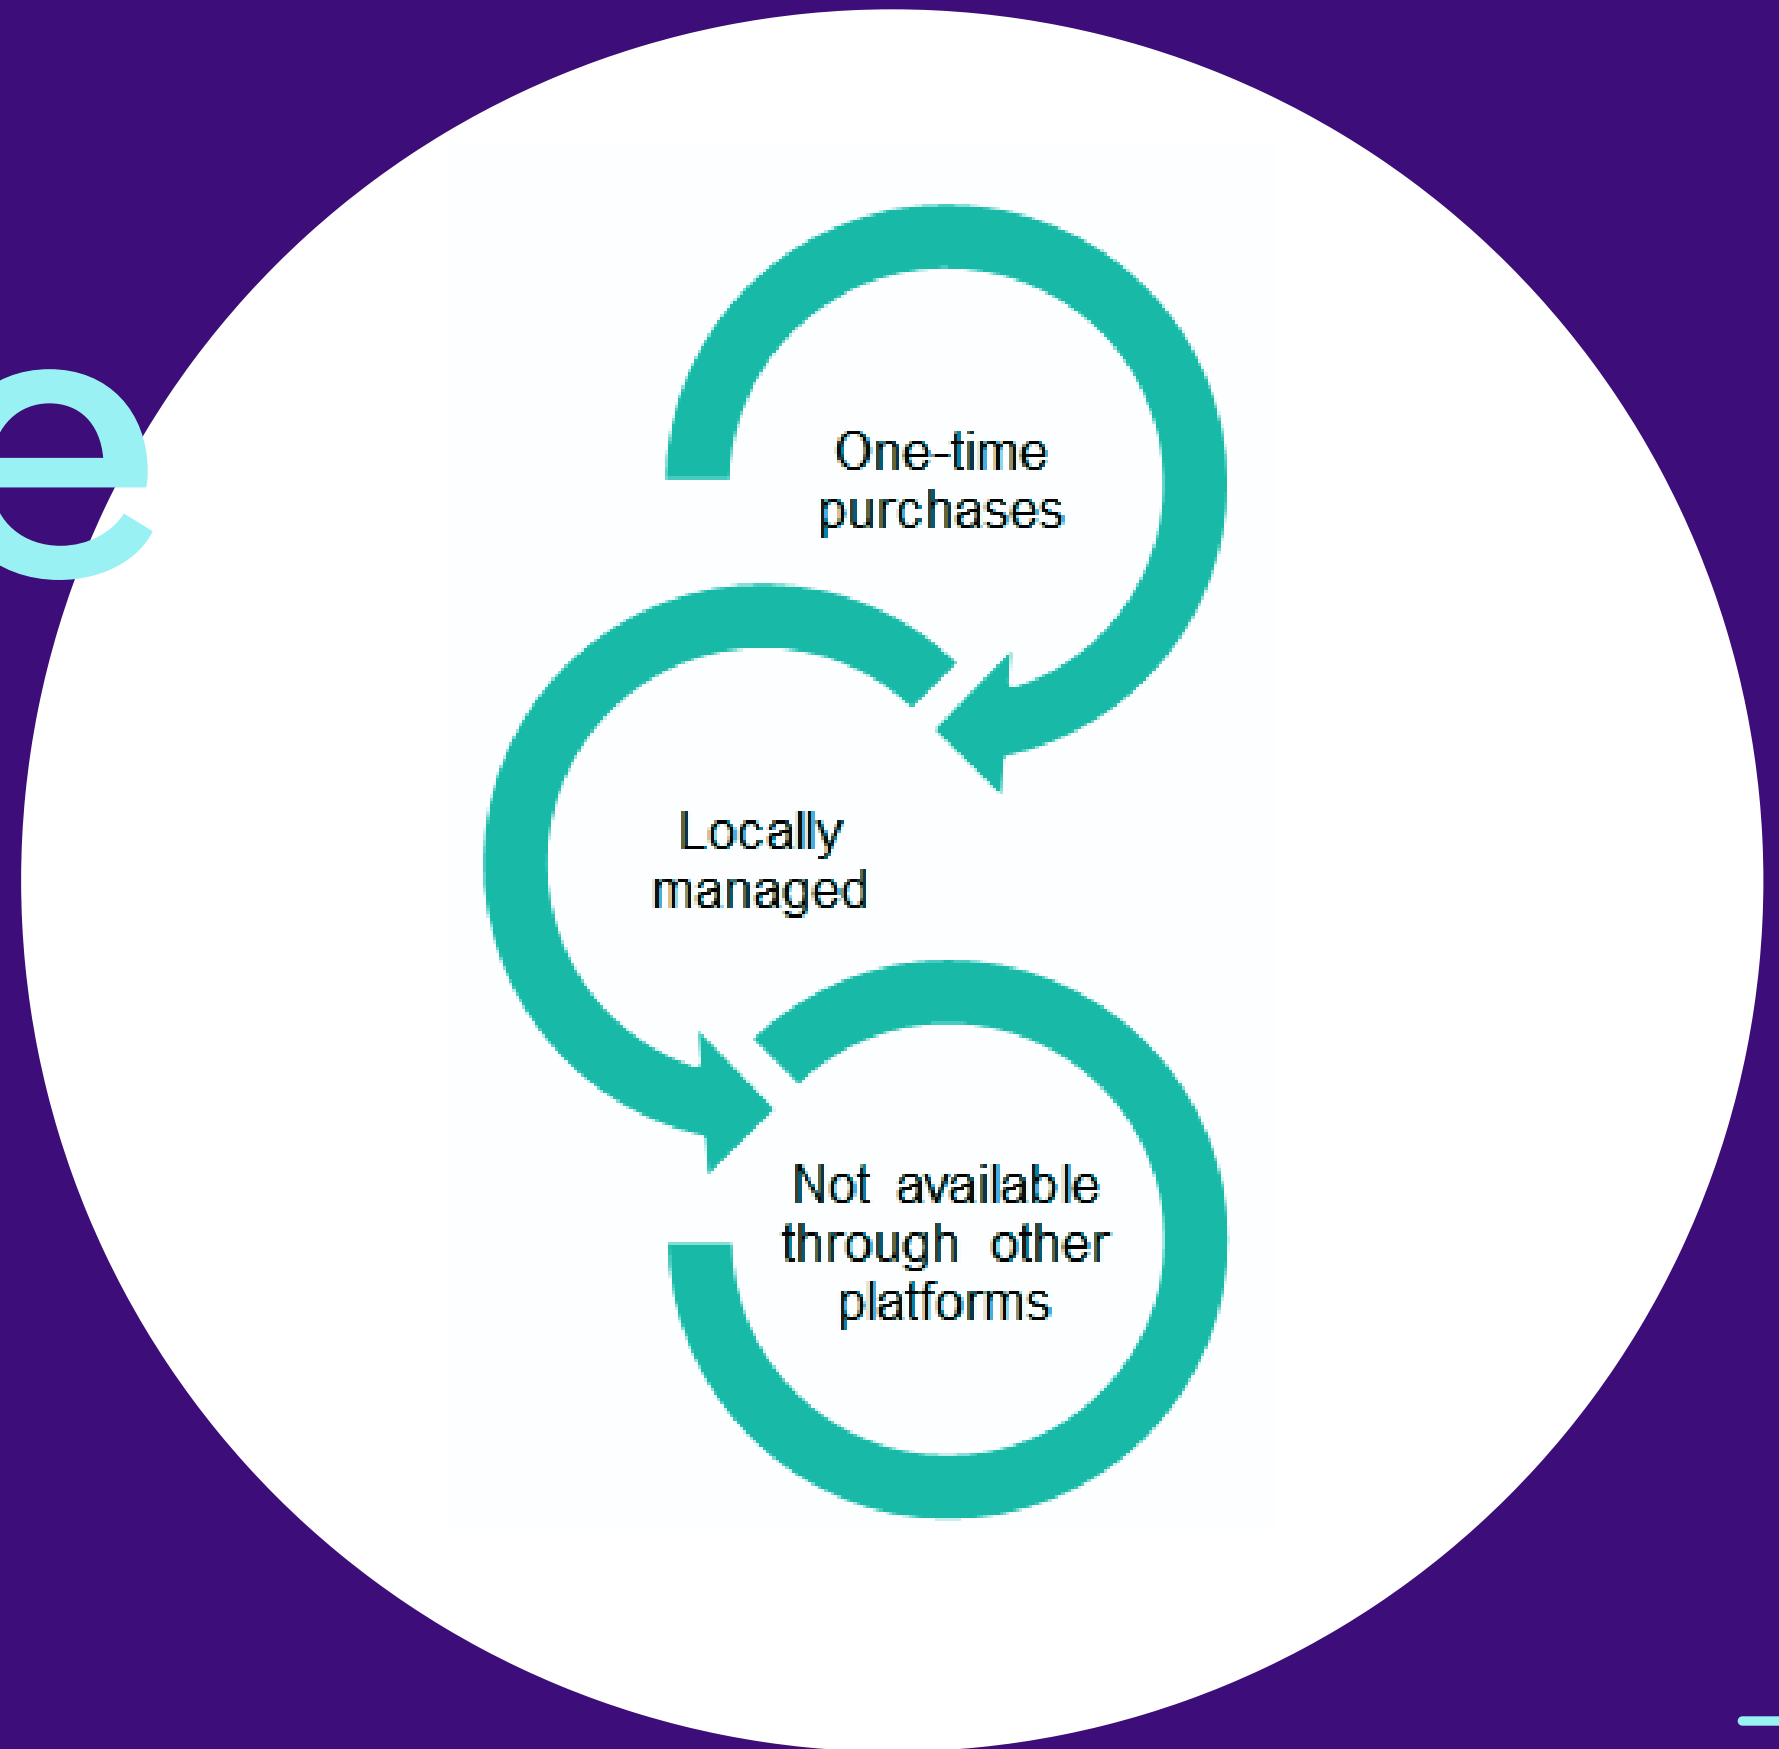 e
One-time
purchases
Locally
managed
Not available
through other
platforms